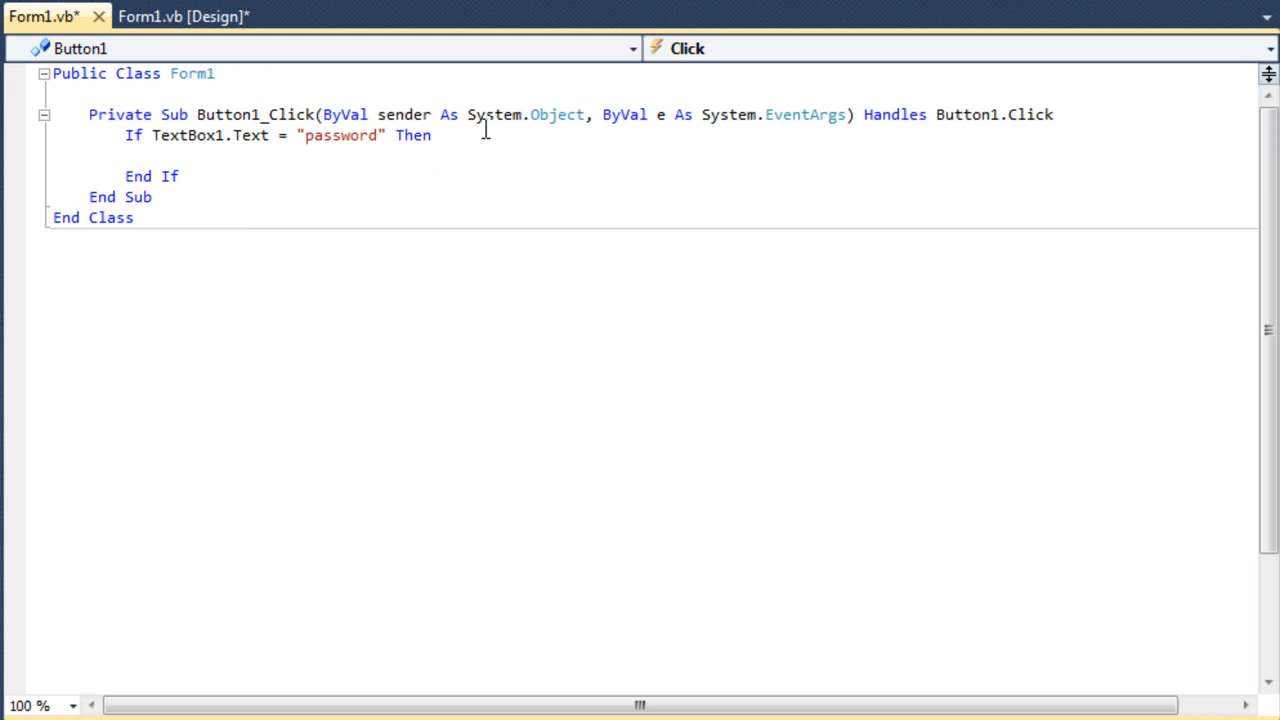 Form1.vb* Form1.vb [Design]*
Button1 Click
Public Class Form1
Private Sub Button1_Click(ByVal sender As System.Object, ByVal e As System.EventArgs) Handles Button1.Click
If TextBox1.Text = "password" Then
End If
End Sub
End Class
100 %